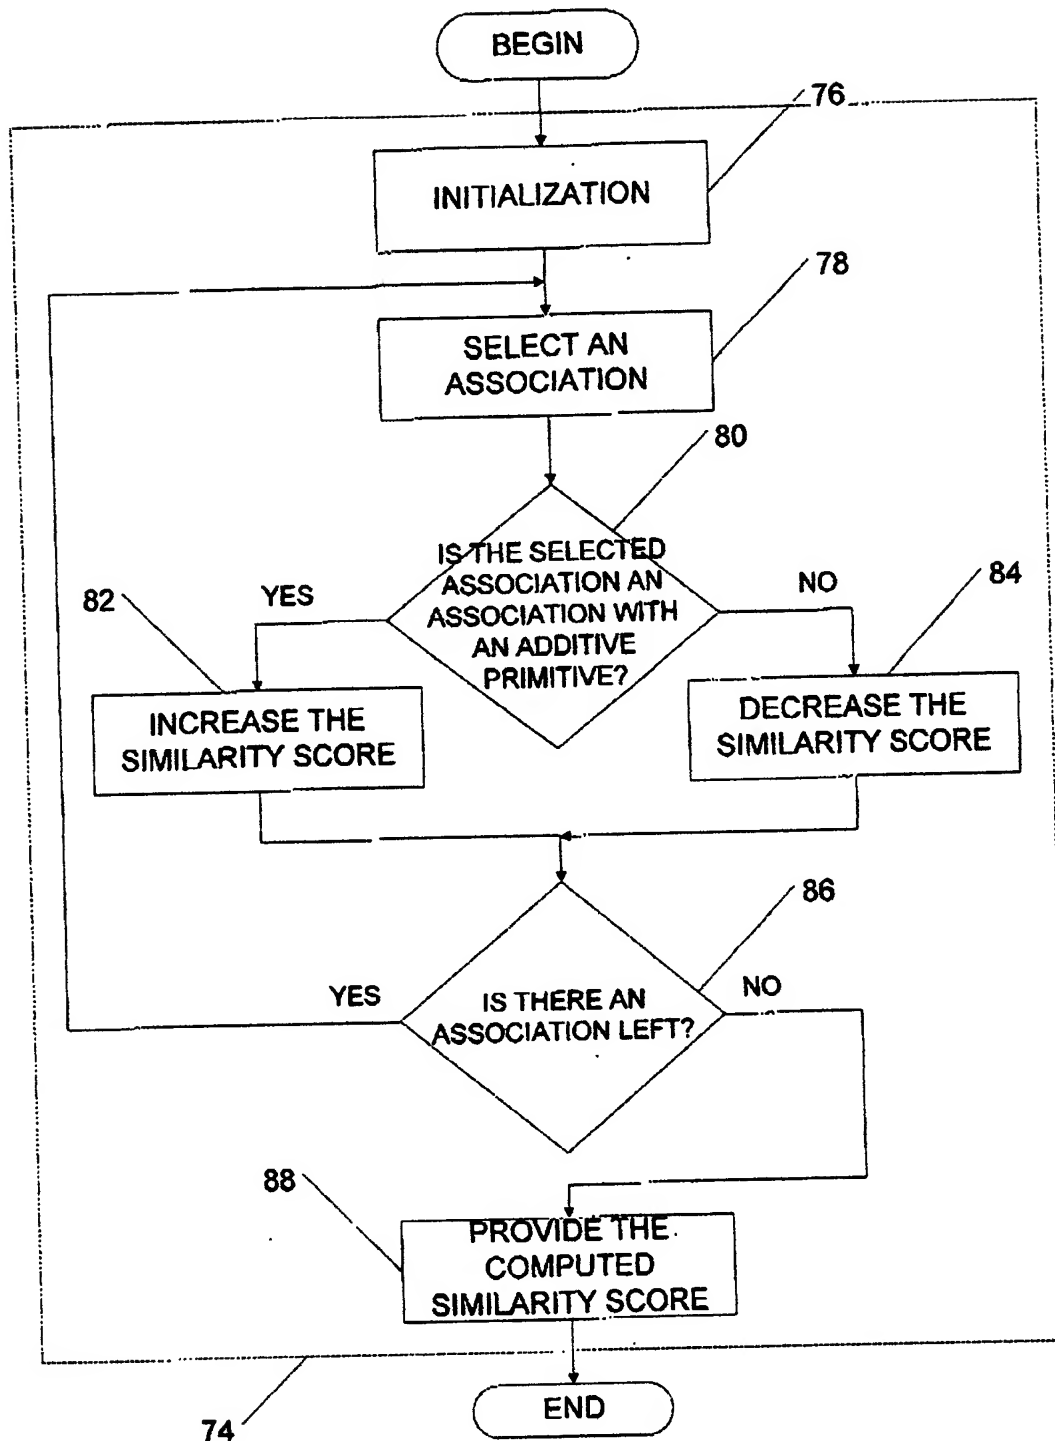 BEGIN
76
INITIALIZATION
78
SELECT AN
ASSOCIATION
80
IS THE SELECTED
ASSOCIATION AN
ASSOCIATION WITH
AN ADDITIVE
PRIMITIVE?
YES
NO
82
84
INCREASE THE
SIMILARITY SCORE
DECREASE THE
SIMILARITY SCORE
86
IS THERE AN
ASSOCIATION LEFT?
YES
NO
88
PROVIDE THE
COMPUTED
SIMILARITY SCORE
74
END